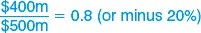 $400m
$500m = 0.8 (or minus 20%)